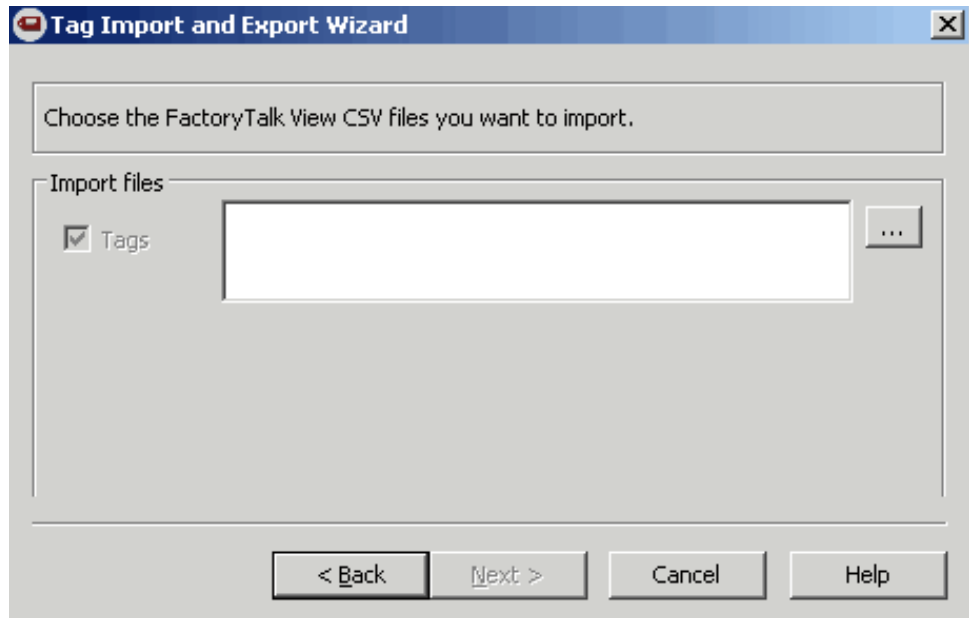 Tag Import and Export Wizard
Choose the FactoryTalk View CSV files you want to import.
Import files
Tags
...
< Back
Next >
Cancel
Help